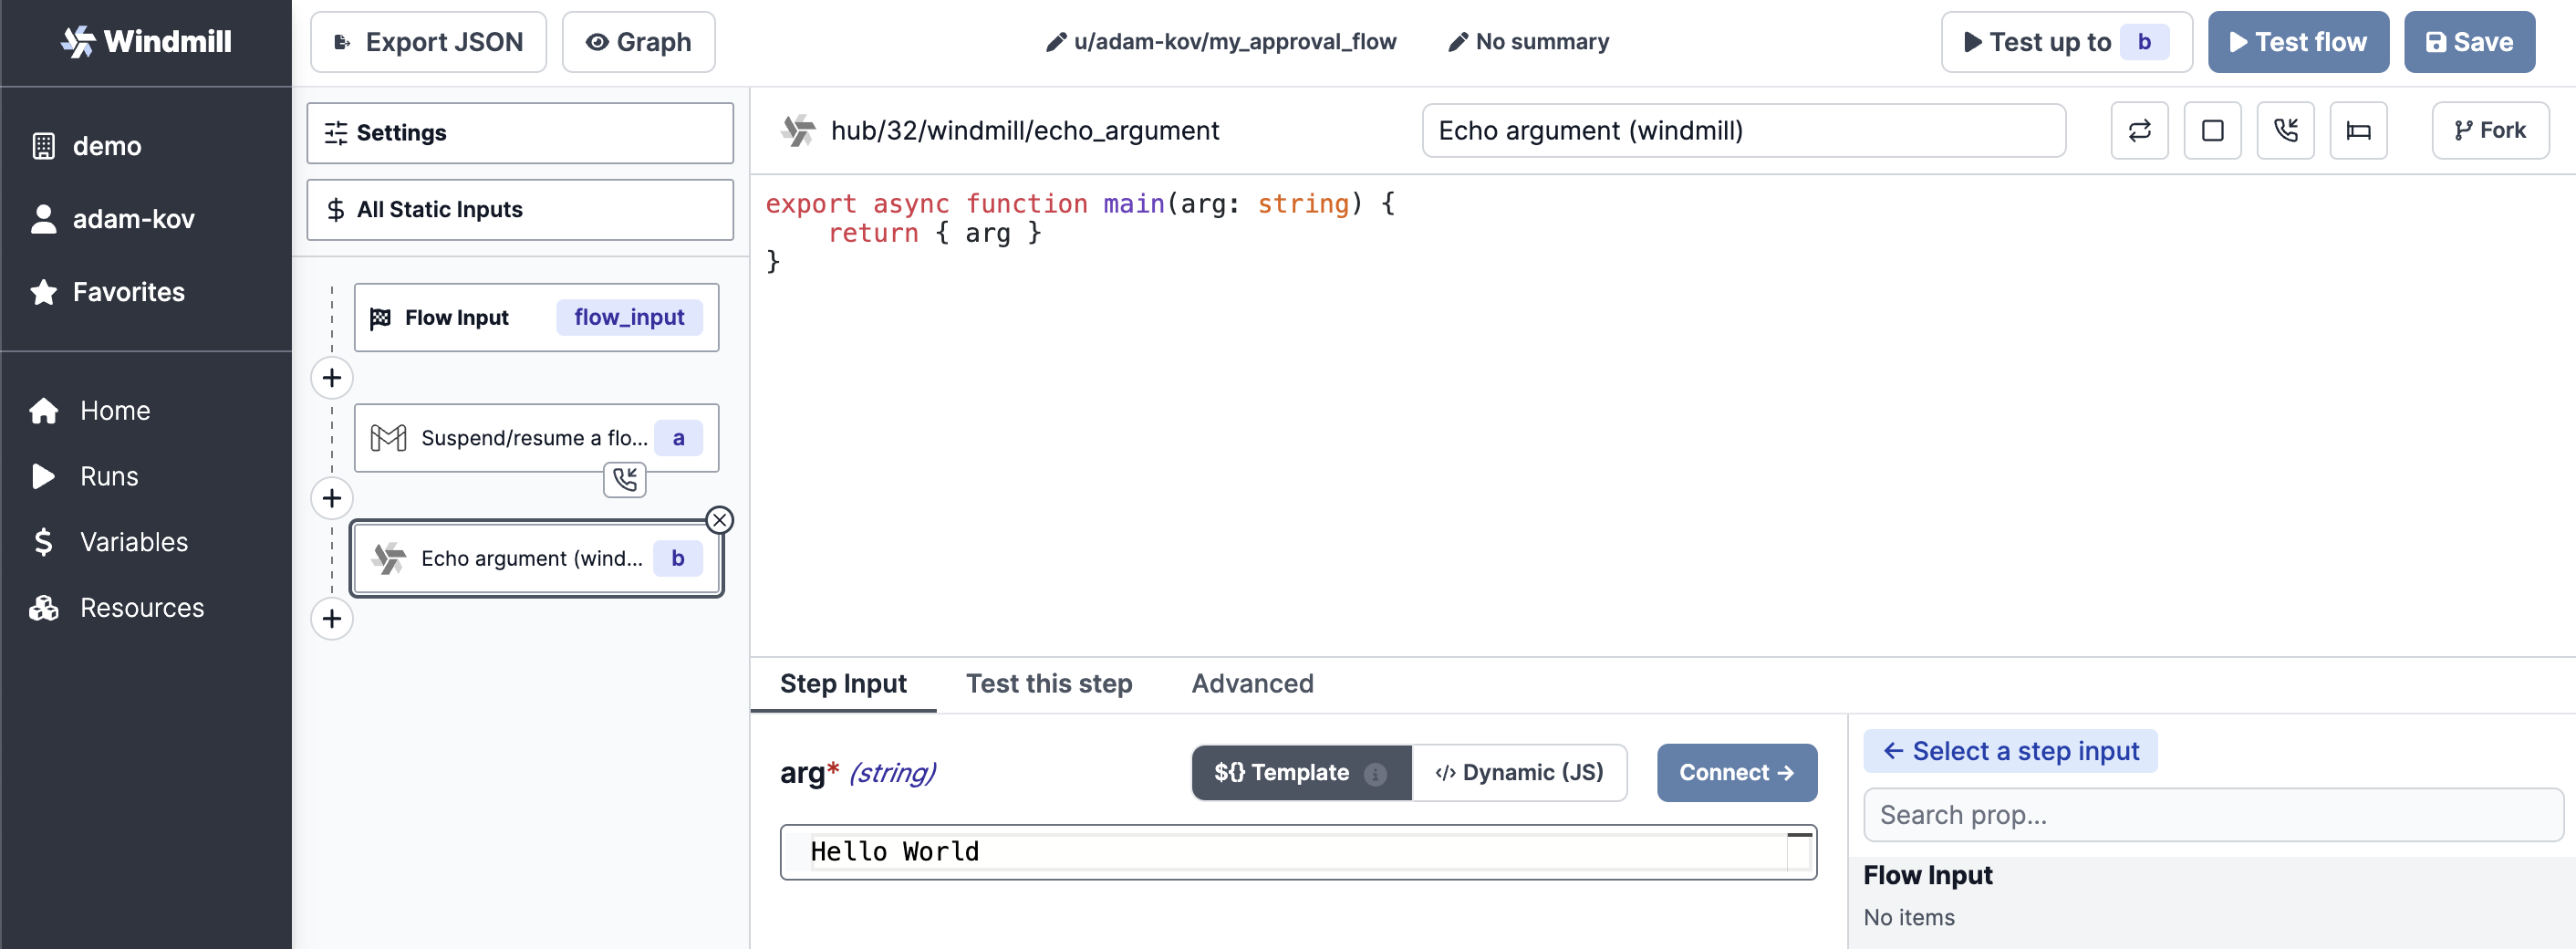 Windmill
demo
adam-kov
Favorites
Home
Runs
Variables
Resources
Export JSON
Graph
u/adam-kov/my_approval_flow
No summary
Test up to b
Test flow
Save
Settings
All Static Inputs
Flow Input flow_input
Suspend/resume a flo... a
Echo argument (wind... b
hub/32/windmill/echo_argument
Echo argument (windmill)
Fork
export async function main(arg: string) {
    return { arg }
}
Step Input
Test this step
Advanced
arg* (string)
${} Template
Dynamic (JS)
Connect →
Hello World
← Select a step input
Search prop...
Flow Input
No items